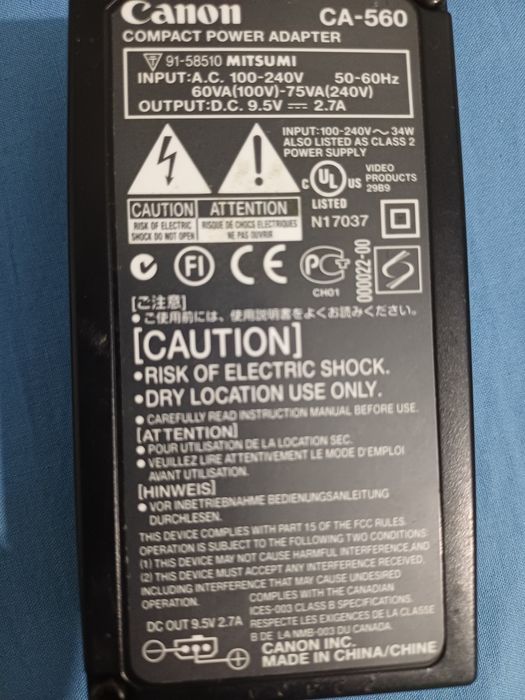 Canon CA-560
COMPACT POWER ADAPTER
91-58510 MITSUMI
INPUT:A.C. 100-240V 50-60Hz
60VA(100V)-75VA(240V)
OUTPUT:D.C. 9.5V ⎓ 2.7A
INPUT:100-240V～34W
ALSO LISTED AS CLASS 2
POWER SUPPLY
C UL US
LISTED
VIDEO
PRODUCTS
29B9
N17037
CAUTION
RISK OF ELECTRIC
SHOCK DO NOT OPEN
ATTENTION
RISQUE DE CHOCS ELECTRIQUES
NE PAS OUVRIR
FI
CE
CH01
000022-00
[ご注意]
●ご使用前には、使用説明書をよくお読みください。
[CAUTION]
•RISK OF ELECTRIC SHOCK.
•DRY LOCATION USE ONLY.
● CAREFULLY READ INSTRUCTION MANUAL BEFORE USE.
[ATTENTION]
● POUR UTILISATION DE LA LOCATION SEC.
● VEUILLEZ LIRE ATTENTIVEMENT LE MODE D'EMPLOI
AVANT UTILISATION.
[HINWEIS]
● VOR INBETRIEBNAHME BEDIENUNGSANLEITUNG
DURCHLESEN.
THIS DEVICE COMPLIES WITH PART 15 OF THE FCC RULES.
OPERATION IS SUBJECT TO THE FOLLOWING TWO CONDITIONS
(1) THIS DEVICE MAY NOT CAUSE HARMFUL INTERFERENCE,AND
(2) THIS DEVICE MUST ACCEPT ANY INTERFERENCE RECEIVED,
INCLUDING INTERFERENCE THAT MAY CAUSE UNDESIRED
OPERATION.
COMPLIES WITH THE CANADIAN
ICES-003 CLASS B SPECIFICATIONS.
RESPECTE LES EXIGENCES DE LA CLASSE
B DE LA NMB-003 DU CANADA.
DC OUT 9.5V 2.7A
CANON INC.
MADE IN CHINA/CHINE